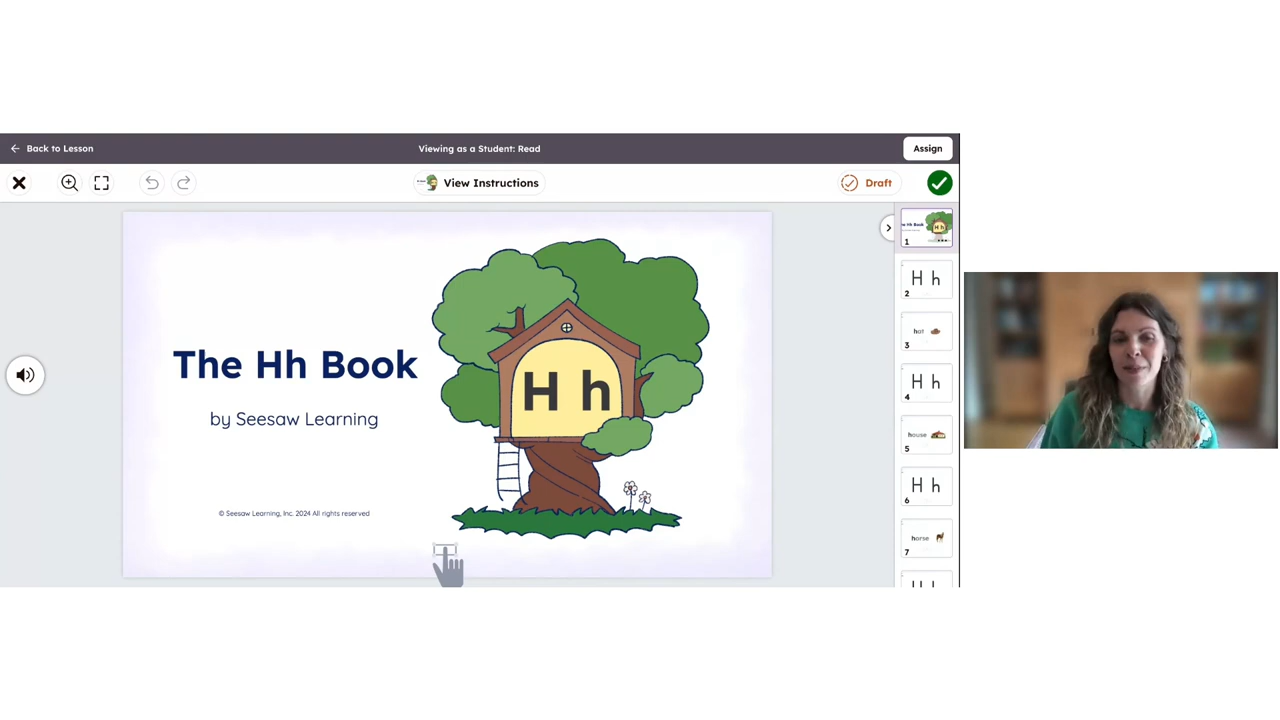 Back to Lesson
Viewing as a Student: Read
Assign
View Instructions
Draft
The Hh Book
by Seesaw Learning
© Seesaw Learning, Inc. 2024 All rights reserved
H h
1
H h
2
hat
3
H h
4
house
5
H h
6
horse
7
H h